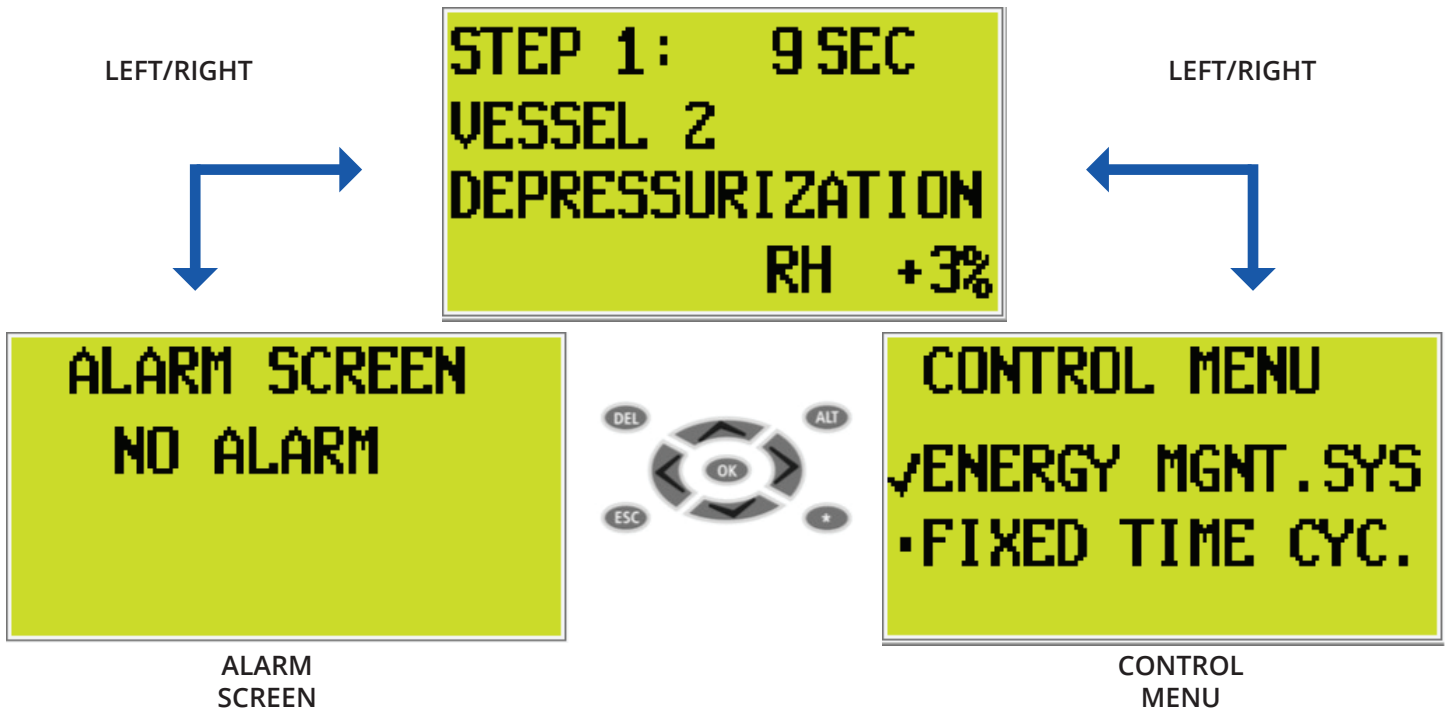 LEFT/RIGHT
STEP 1: 9 SEC
VESSEL 2
DEPRESSURIZATION
RH +3%
LEFT/RIGHT
ALARM SCREEN
NO ALARM
DEL
ALT
OK
ESC
*
CONTROL MENU
✓ENERGY MGNT.SYS
·FIXED TIME CYC.
ALARM
SCREEN
CONTROL
MENU